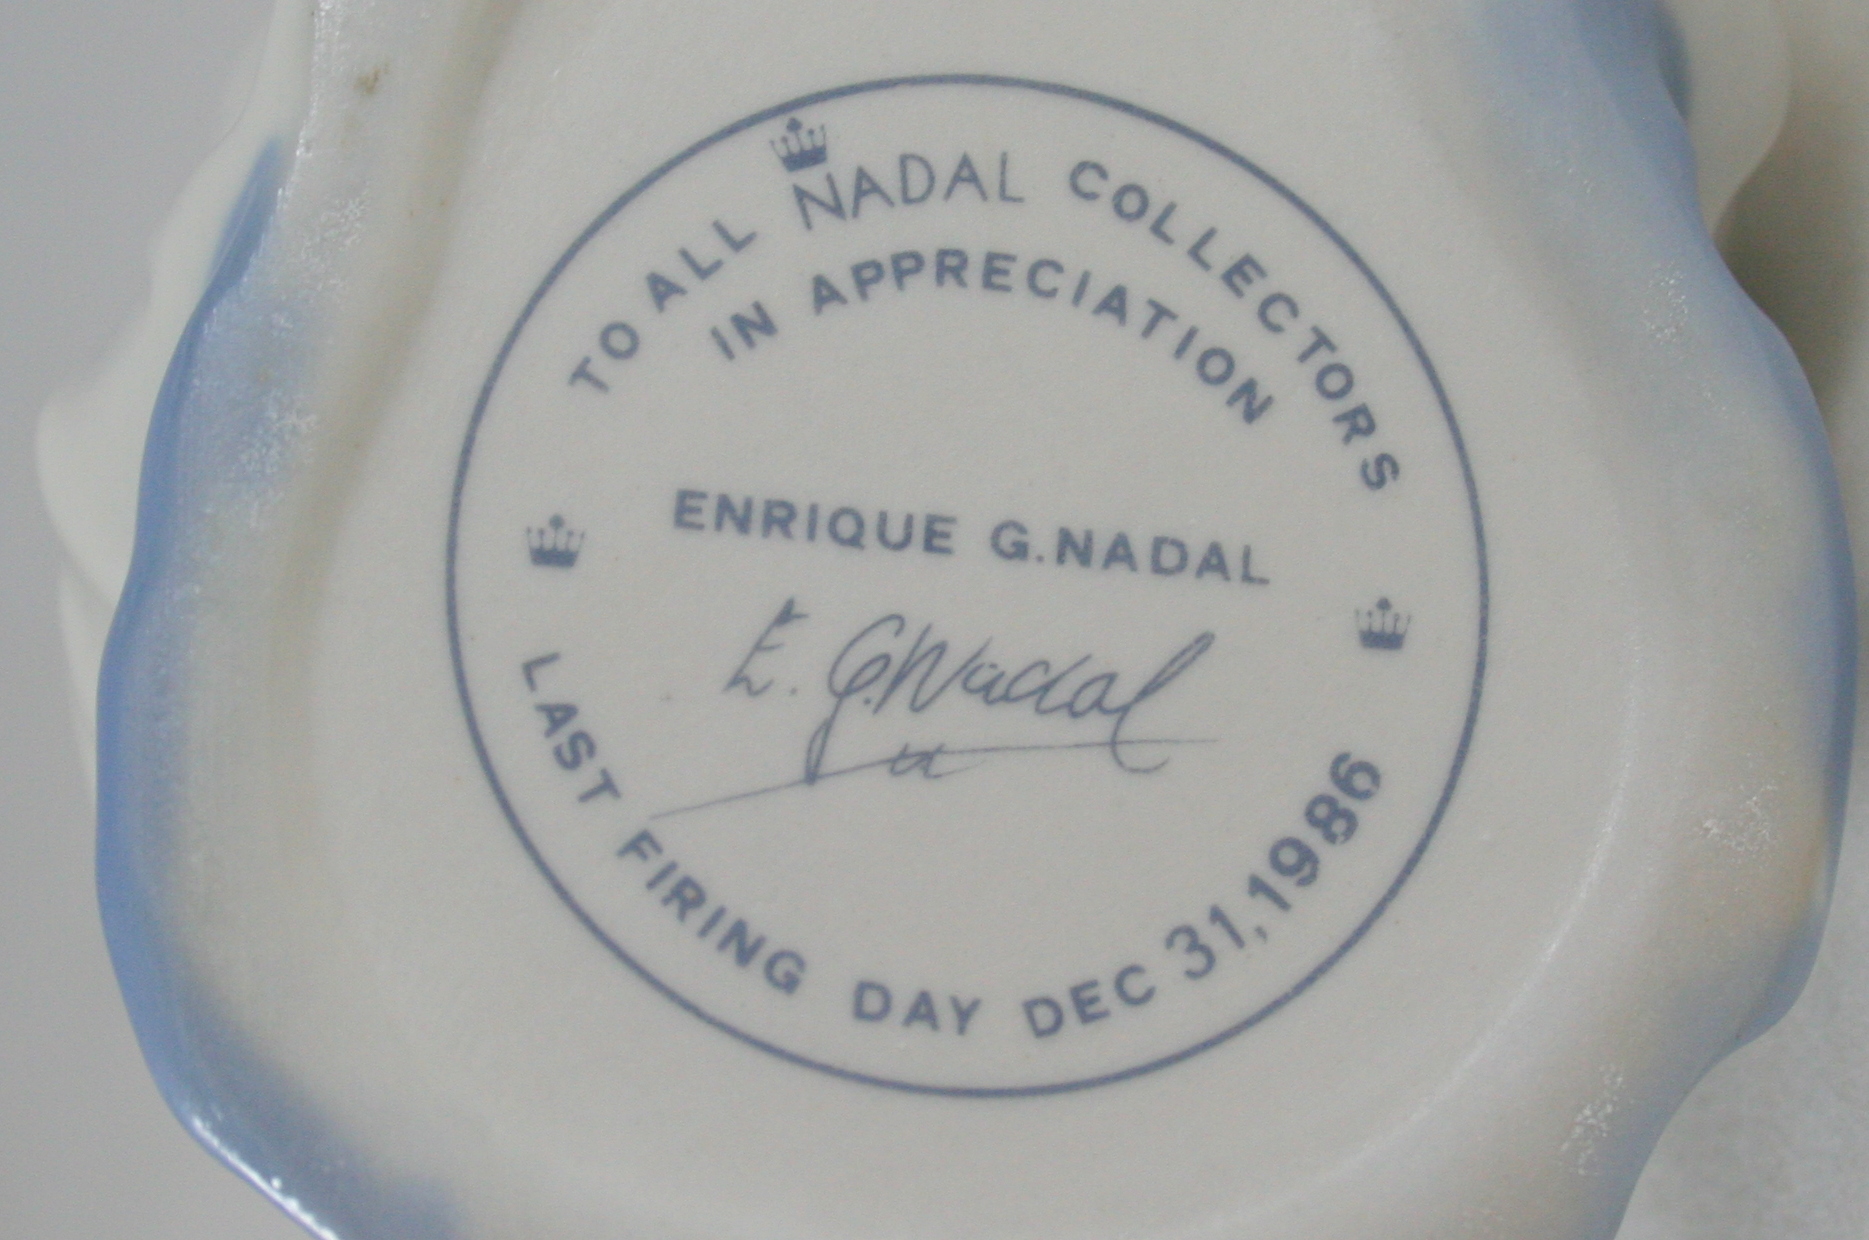 TO ALL NADAL COLLECTORS
IN APPRECIATION
ENRIQUE G.NADAL
E. G.Nadal
LAST FIRING DAY DEC 31,1986